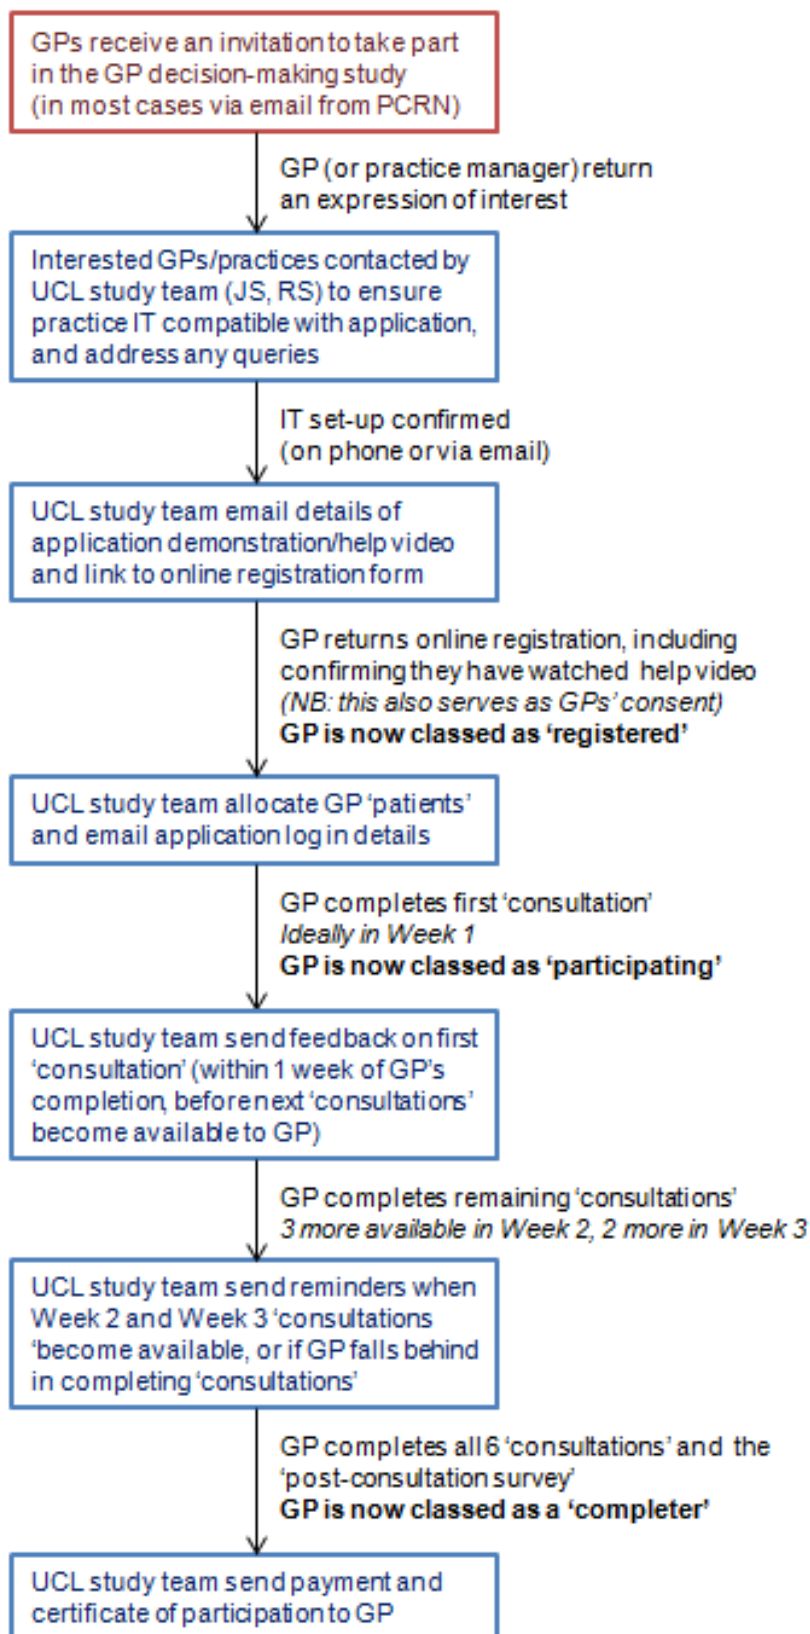 GPs receive an invitation to take part
in the GP decision-making study
(in most cases via email from PCRN)
GP (or practice manager) return
an expression of interest
Interested GPs/practices contacted by
UCL study team (JS, RS) to ensure
practice IT compatible with application,
and address any queries
IT set-up confirmed
(on phone or via email)
UCL study team email details of
application demonstration/help video
and link to online registration form
GP returns online registration, including
confirming they have watched help video
(NB: this also serves as GPs’ consent)
GP is now classed as ‘registered’
UCL study team allocate GP ‘patients’
and email application log in details
GP completes first ‘consultation’
Ideally in Week 1
GP is now classed as ‘participating’
UCL study team send feedback on first
‘consultation’ (within 1 week of GP’s
completion, before next ‘consultations’
become available to GP)
GP completes remaining ‘consultations’
3 more available in Week 2, 2 more in Week 3
UCL study team send reminders when
Week 2 and Week 3 ‘consultations
‘become available, or if GP falls behind
in completing ‘consultations’
GP completes all 6 ‘consultations’ and the
‘post-consultation survey’
GP is now classed as a ‘completer’
UCL study team send payment and
certificate of participation to GP